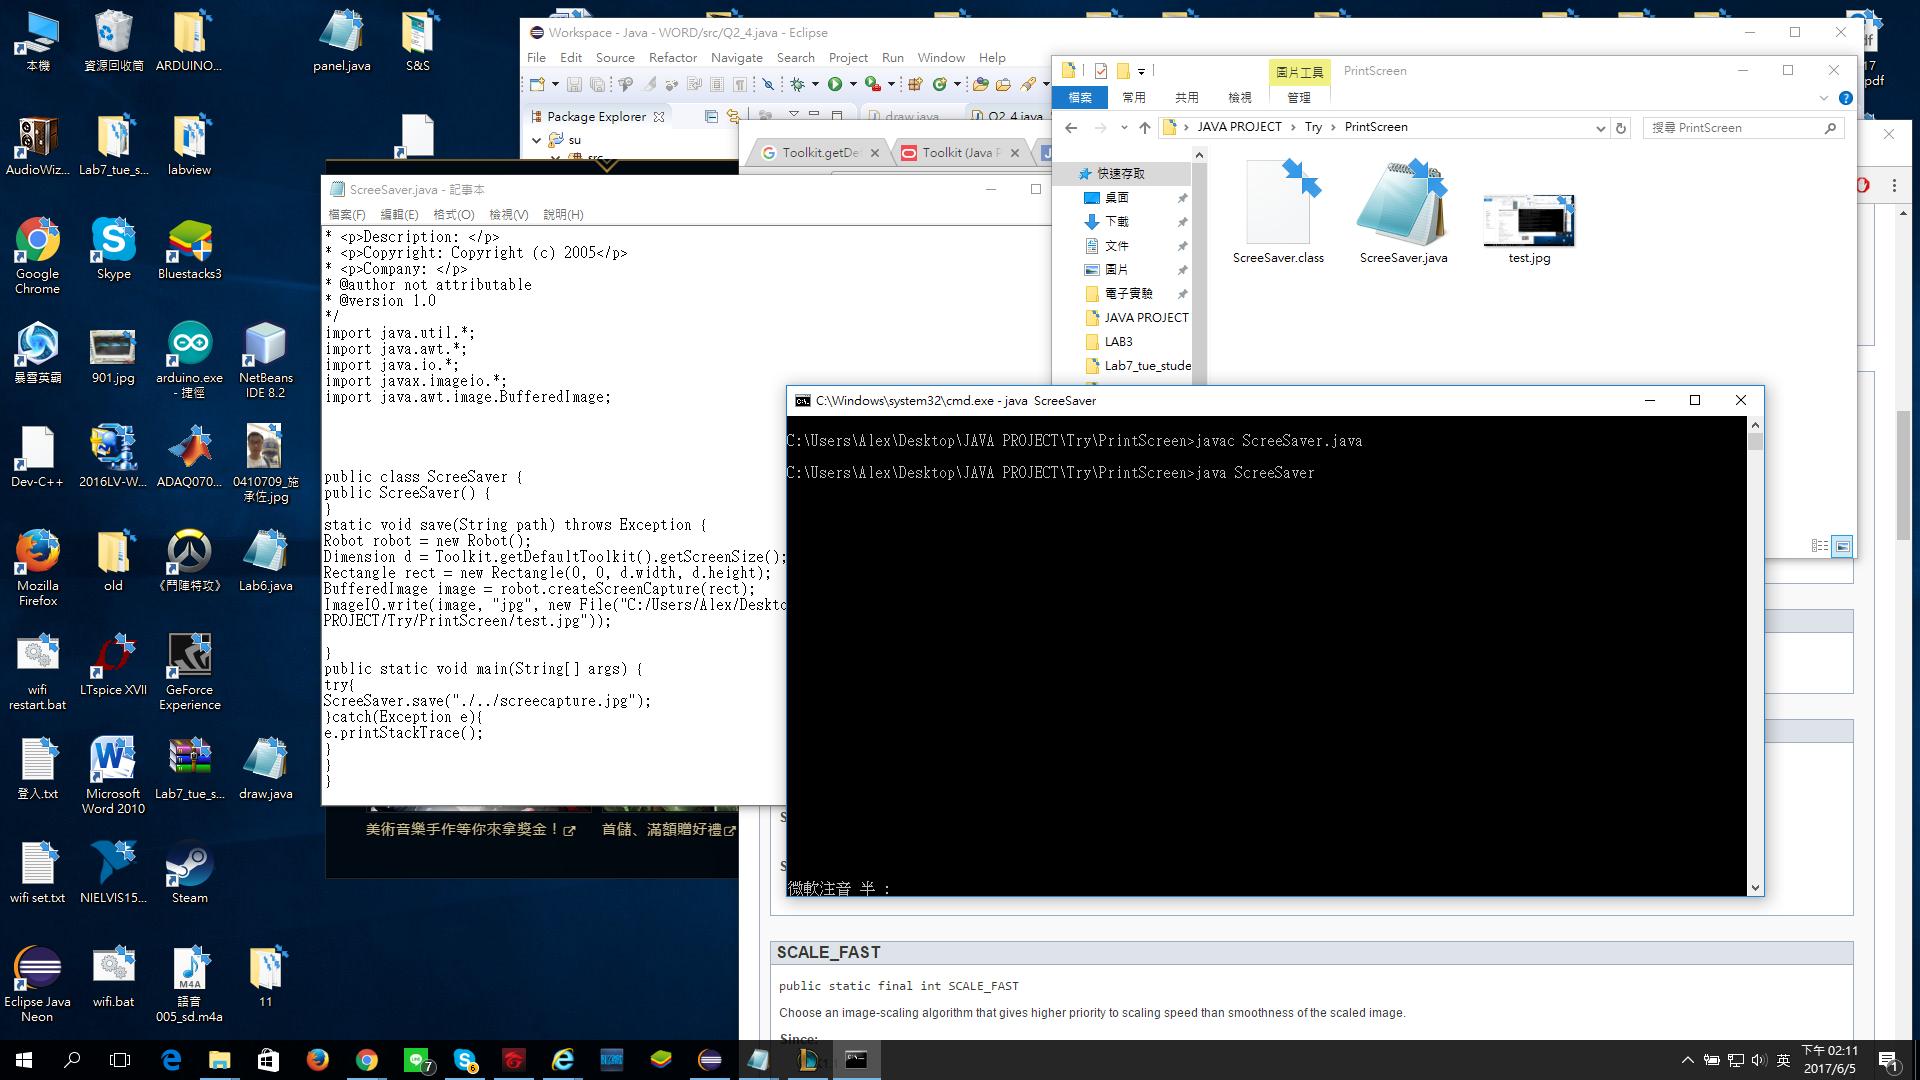 本機
資源回收筒
ARDUINO...
panel.java
S&S
AudioWiz...
Lab7_tue_s...
labview
Google Chrome
Skype
Bluestacks3
暴雪英霸
901.jpg
arduino.exe - 捷徑
NetBeans IDE 8.2
Dev-C++
2016LV-W...
ADAQ070...
0410709_施承佐.jpg
Mozilla Firefox
old
《鬥陣特攻》
Lab6.java
wifi restart.bat
LTspice XVII
GeForce Experience
登入.txt
Microsoft Word 2010
Lab7_tue_s...
draw.java
wifi set.txt
NIELVIS15...
Steam
Eclipse Java Neon
wifi.bat
語音 005_sd.m4a
11
M4A
17
pdf
Workspace - Java - WORD/src/Q2_4.java - Eclipse
File Edit Source Refactor Navigate Search Project Run Window Help
Package Explorer
draw.java
Q2_4.java
su
src
Toolkit.getDe
Toolkit (Java P
ScreeSaver.java - 記事本
檔案(F) 編輯(E) 格式(O) 檢視(V) 說明(H)
* <p>Description: </p>
* <p>Copyright: Copyright (c) 2005</p>
* <p>Company: </p>
* @author not attributable
* @version 1.0
*/
import java.util.*;
import java.awt.*;
import java.io.*;
import javax.imageio.*;
import java.awt.image.BufferedImage;
public class ScreeSaver {
public ScreeSaver() {
}
static void save(String path) throws Exception {
Robot robot = new Robot();
Dimension d = Toolkit.getDefaultToolkit().getScreenSize();
Rectangle rect = new Rectangle(0, 0, d.width, d.height);
BufferedImage image = robot.createScreenCapture(rect);
ImageIO.write(image, "jpg", new File("C:/Users/Alex/Deskto
PROJECT/Try/PrintScreen/test.jpg"));
}
public static void main(String[] args) {
try{
ScreeSaver.save("./../screecapture.jpg");
}catch(Exception e){
e.printStackTrace();
}
}
}
美術音樂手作等你來拿獎金！
首儲、滿額贈好禮
圖片工具
PrintScreen
檔案 常用 共用 檢視 管理
JAVA PROJECT
Try
PrintScreen
搜尋 PrintScreen
快速存取
桌面
下載
文件
圖片
電子實驗
JAVA PROJECT
LAB3
Lab7_tue_stude
ScreeSaver.class
ScreeSaver.java
test.jpg
C:\Windows\system32\cmd.exe - java ScreeSaver
C:\Users\Alex\Desktop\JAVA PROJECT\Try\PrintScreen>javac ScreeSaver.java
C:\Users\Alex\Desktop\JAVA PROJECT\Try\PrintScreen>java ScreeSaver
微軟注音 半 :
SCALE_FAST
public static final int SCALE_FAST
Choose an image-scaling algorithm that gives higher priority to scaling speed than smoothness of the scaled image.
Since:
7
6
英
下午 02:11
2017/6/5
1